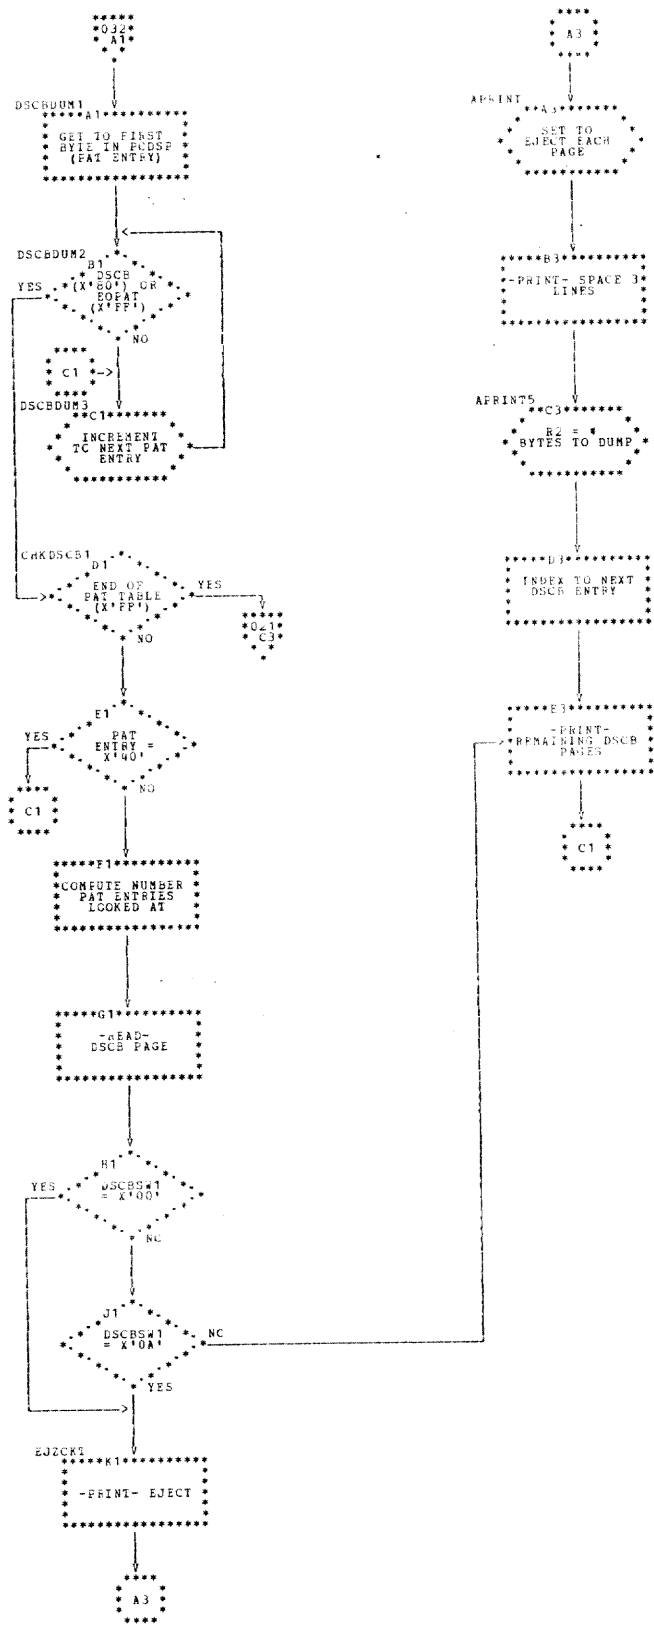 032
A1
DSCBDUM1
A1
GET TO FIRST
BYTE IN PCDSP
(PAT ENTRY)
DSCBDUM2
B1
DSCB
(X'80') OR
EOPAT
(X'FF')
YES
NO
C1
DSCBDUM3
C1
INCREMENT
TO NEXT PAT
ENTRY
CHKDSCB1
D1
END OF
PAT TABLE
(X'FF')
YES
021
C3
NO
E1
PAT
ENTRY =
X'40'
YES
NO
C1
F1
COMPUTE NUMBER
PAT ENTRIES
LOOKED AT
G1
-READ-
DSCB PAGE
H1
DSCBSW1
= X'00'
YES
NO
J1
DSCBSW1
= X'0A'
NO
YES
EJZCKT
K1
-PRINT- EJECT
A3
A3
APRINT
A3
SET TO
EJECT EACH
PAGE
B3
-PRINT- SPACE 3
LINES
APRINT5
C3
R2 = #
BYTES TO DUMP
D3
INDEX TO NEXT
DSCB ENTRY
E3
-PRINT-
REMAINING DSCB
PAGES
C1